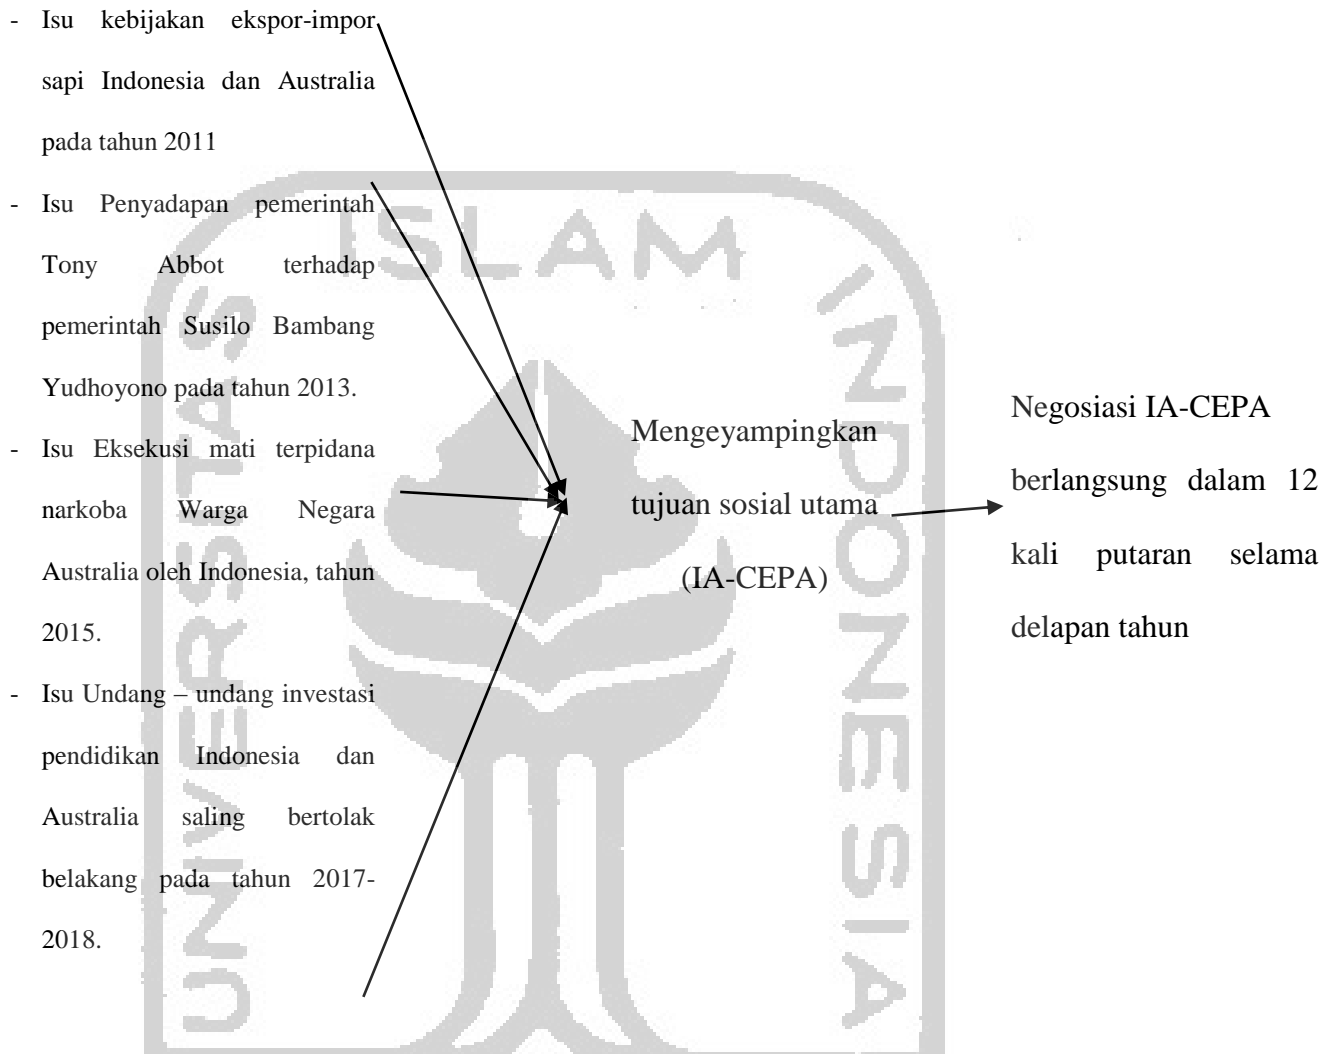 - Isu kebijakan ekspor-impor
sapi Indonesia dan Australia
pada tahun 2011
- Isu Penyadapan pemerintah
Tony Abbot terhadap
pemerintah Susilo Bambang
Yudhoyono pada tahun 2013.
- Isu Eksekusi mati terpidana
narkoba Warga Negara
Australia oleh Indonesia, tahun
2015.
- Isu Undang – undang investasi
pendidikan Indonesia dan
Australia saling bertolak
belakang pada tahun 2017-
2018.
Mengeyampingkan
tujuan sosial utama
(IA-CEPA)
Negosiasi IA-CEPA
berlangsung dalam 12
kali putaran selama
delapan tahun
UNIVERSITAS
ISLAM
INDONESIA